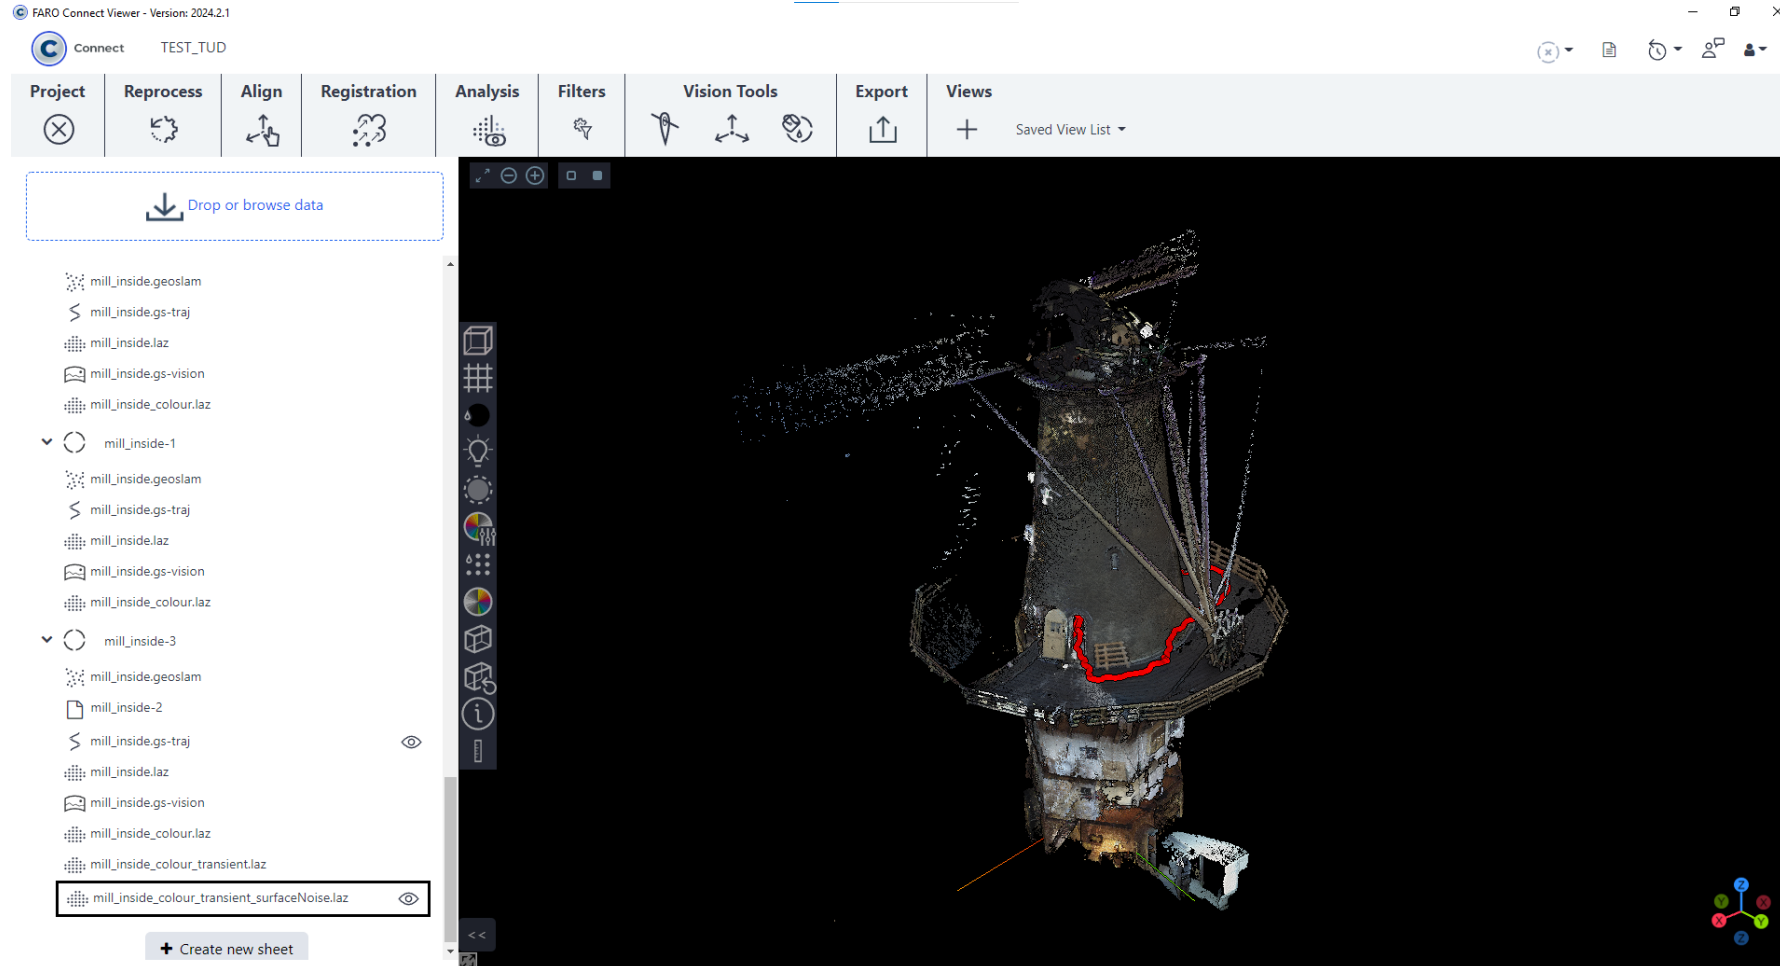 FARO Connect Viewer - Version: 2024.2.1
Connect
TEST_TUD
Project
Reprocess
Align
Registration
Analysis
Filters
Vision Tools
Export
Views
Saved View List
Drop or browse data
mill_inside.geoslam
mill_inside.gs-traj
mill_inside.laz
mill_inside.gs-vision
mill_inside_colour.laz
mill_inside-1
mill_inside.geoslam
mill_inside.gs-traj
mill_inside.laz
mill_inside.gs-vision
mill_inside_colour.laz
mill_inside-3
mill_inside.geoslam
mill_inside-2
mill_inside.gs-traj
mill_inside.laz
mill_inside.gs-vision
mill_inside_colour.laz
mill_inside_colour_transient.laz
mill_inside_colour_transient_surfaceNoise.laz
+ Create new sheet
<<
Z
Y
X
X
Y
Z